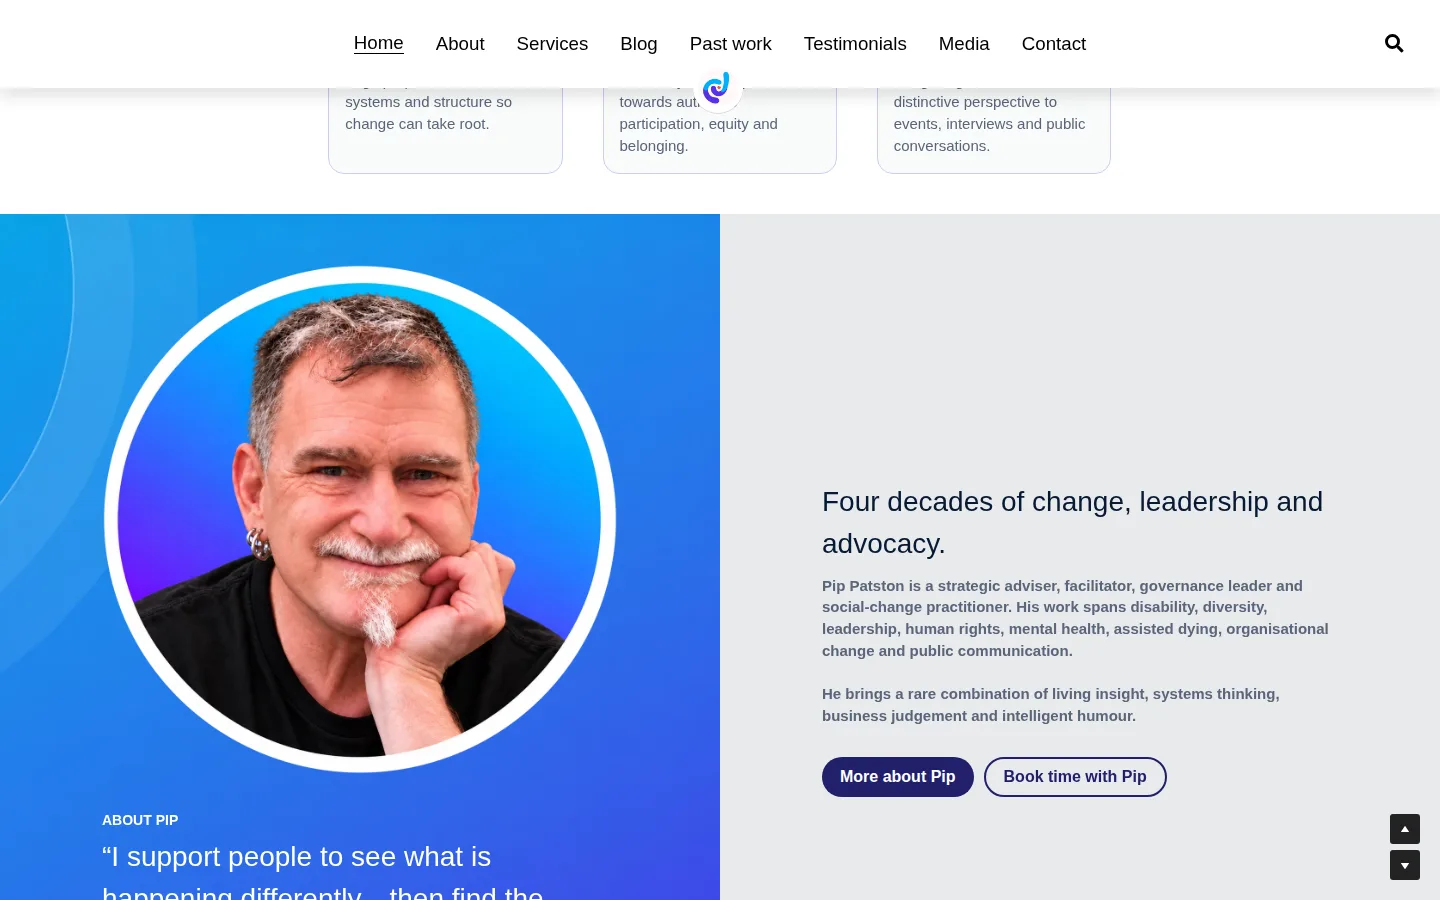 Home
About
Services
Blog
Past work
Testimonials
Media
Contact
systems and structure so
change can take root.
participation, equity and
belonging.
distinctive perspective to
events, interviews and public
conversations.
ABOUT PIP
“I support people to see what is
Four decades of change, leadership and
advocacy.
Pip Patston is a strategic adviser, facilitator, governance leader and
social-change practitioner. His work spans disability, diversity,
leadership, human rights, mental health, assisted dying, organisational
change and public communication.
He brings a rare combination of living insight, systems thinking,
business judgement and intelligent humour.
More about Pip
Book time with Pip